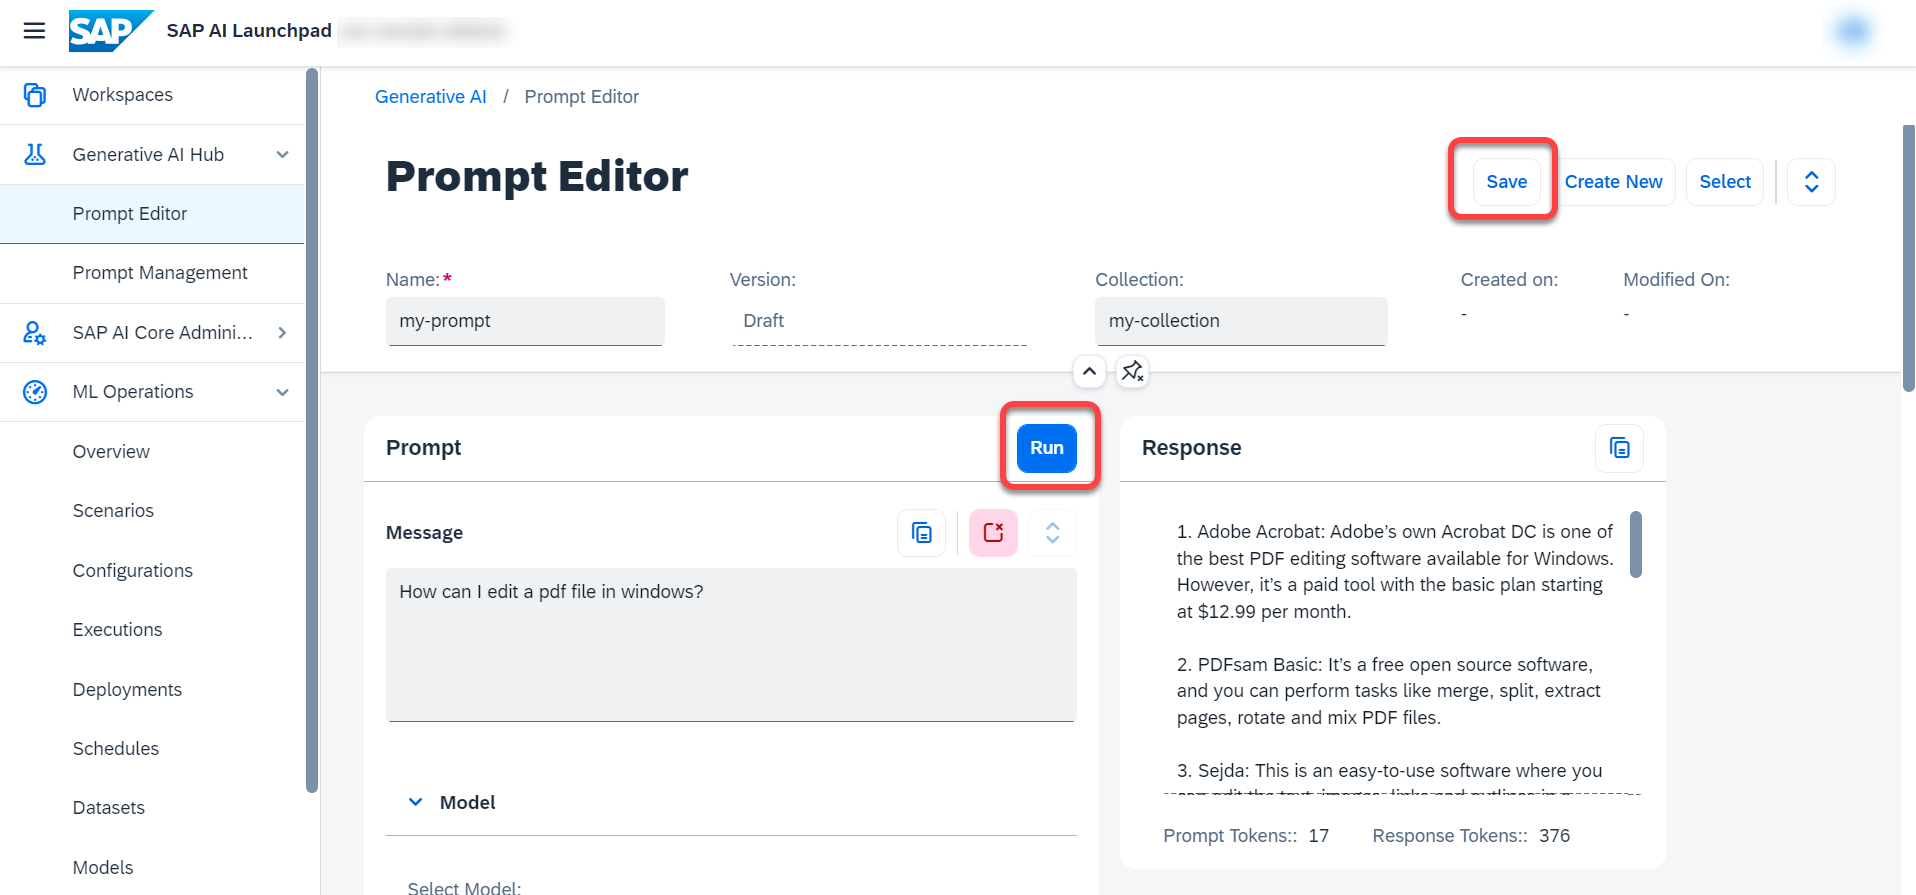 SAP SAP AI Launchpad
Workspaces
Generative AI Hub
Prompt Editor
Prompt Management
SAP AI Core Admini...
ML Operations
Overview
Scenarios
Configurations
Executions
Deployments
Schedules
Datasets
Models
Generative AI / Prompt Editor
Prompt Editor
Save Create New Select
Name:* Version: Collection: Created on: Modified On:
my-prompt Draft my-collection - -
Prompt Run
Message
How can I edit a pdf file in windows?
Model
Select Model:
Response
1. Adobe Acrobat: Adobe’s own Acrobat DC is one of
the best PDF editing software available for Windows.
However, it’s a paid tool with the basic plan starting
at $12.99 per month.
2. PDFsam Basic: It’s a free open source software,
and you can perform tasks like merge, split, extract
pages, rotate and mix PDF files.
3. Sejda: This is an easy-to-use software where you
Prompt Tokens:: 17 Response Tokens:: 376